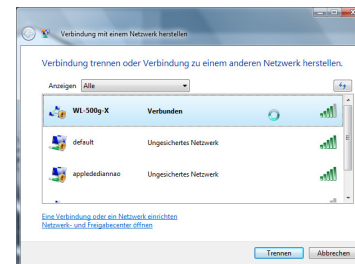 Verbindung mit einem Netzwerk herstellen
Verbindung trennen oder Verbindung zu einem anderen Netzwerk herstellen.
Anzeigen Alle
WL-500g-X Verbunden
default Ungesichertes Netzwerk
applededìannao Ungesichertes Netzwerk
Eine Verbindung oder ein Netzwerk einrichten
Netzwerk- und Freigabecenter öffnen
Trennen Abbrechen